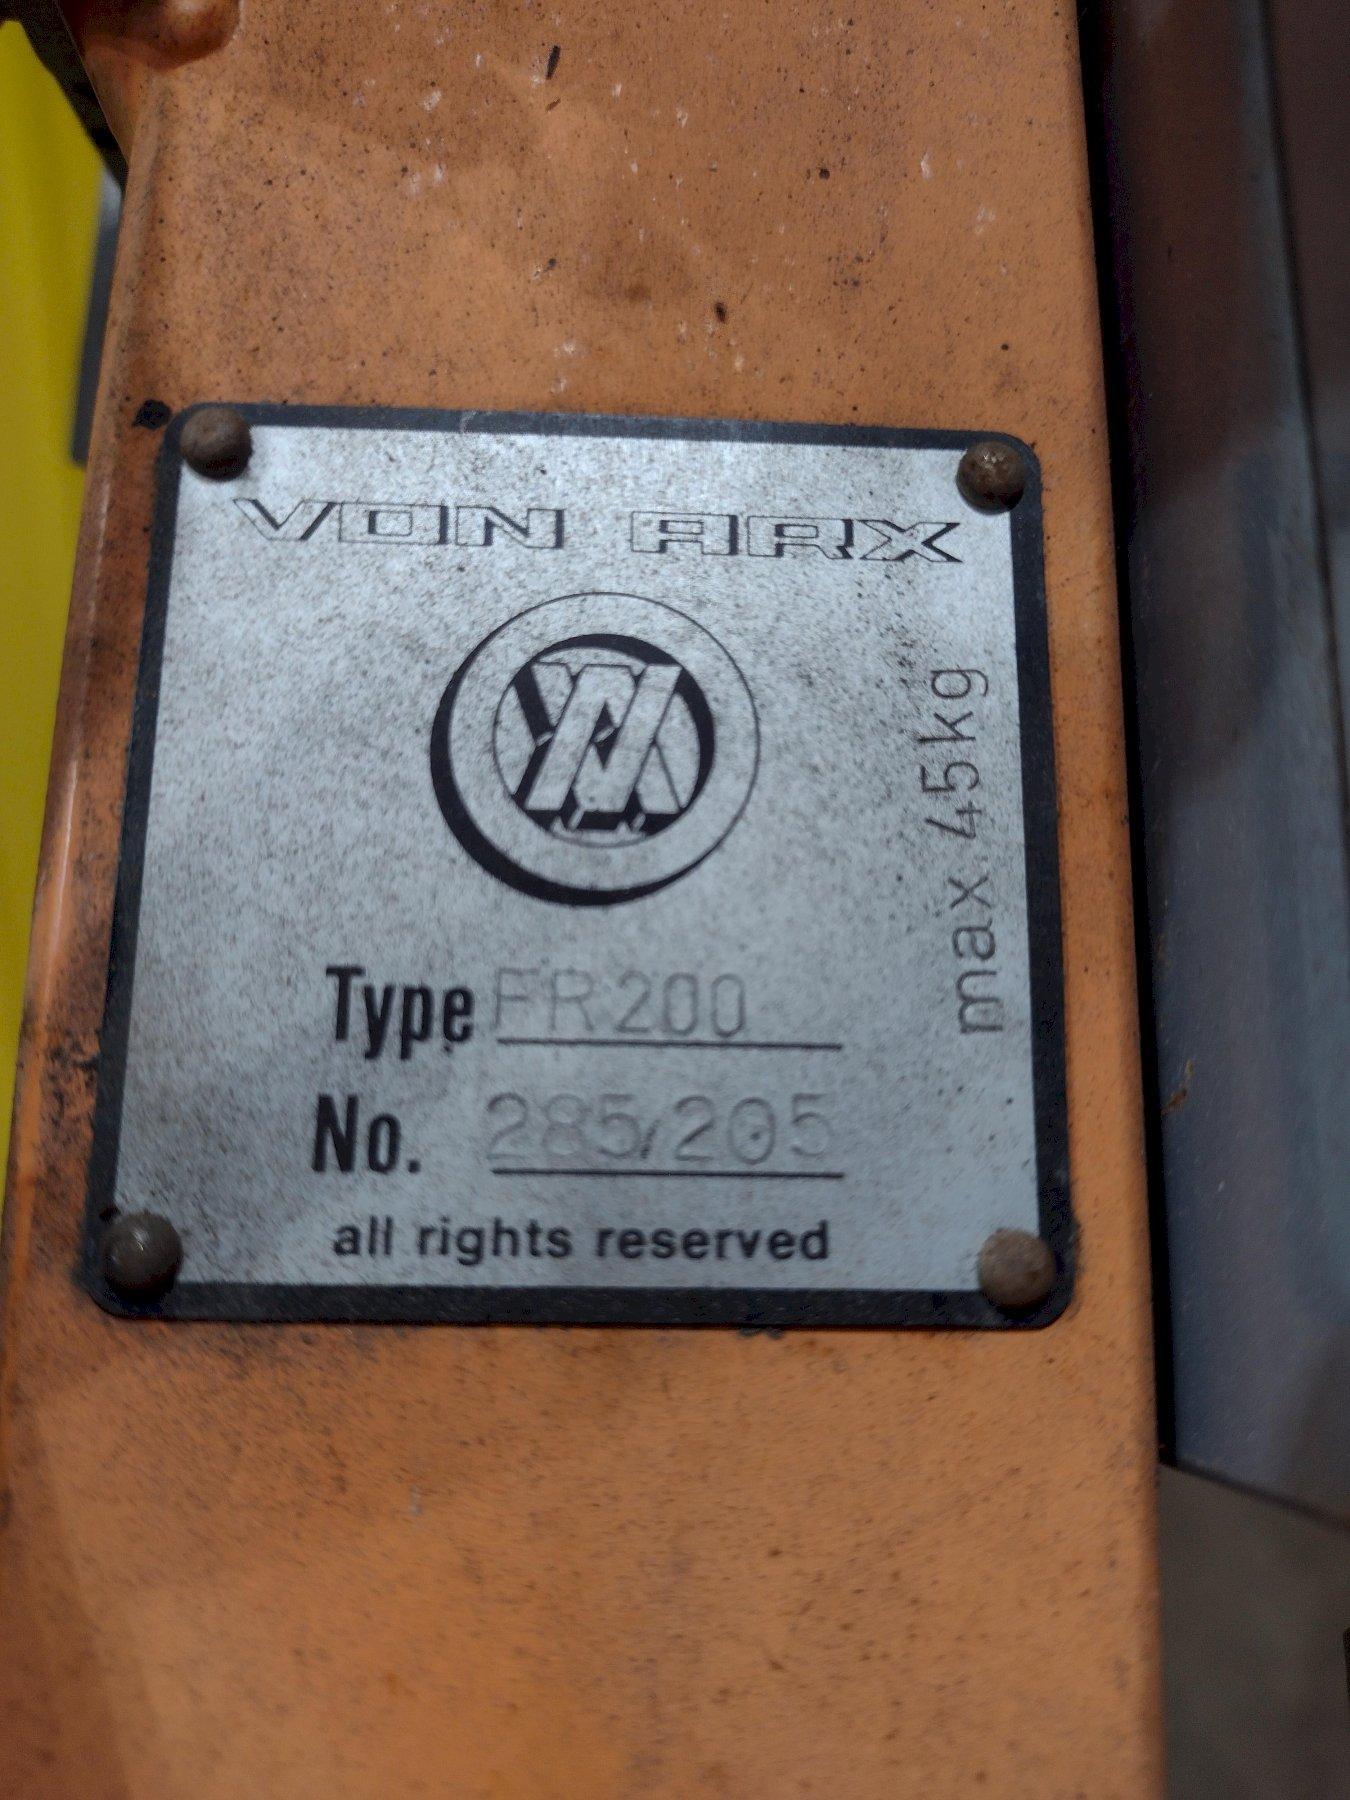 VON ARX
Type FR200
No. 285/205
all rights reserved
max. 45kg